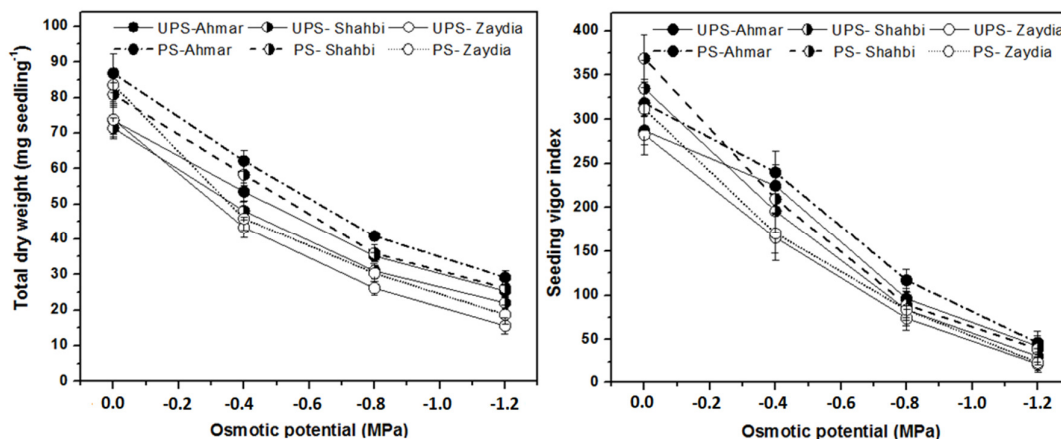 UPS-Ahmar UPS- Shahbi UPS- Zaydia
PS-Ahmar PS- Shahbi PS- Zaydia
Total dry weight (mg seedling-1)
100
90
80
70
60
50
40
30
20
10
0
0.0 -0.2 -0.4 -0.6 -0.8 -1.0 -1.2
Osmotic potential (MPa)
UPS-Ahmar UPS- Shahbi UPS- Zaydia
PS-Ahmar PS- Shahbi PS- Zaydia
Seeding vigor index
400
350
300
250
200
150
100
50
0
0.0 -0.2 -0.4 -0.6 -0.8 -1.0 -1.2
Osmotic potential (MPa)